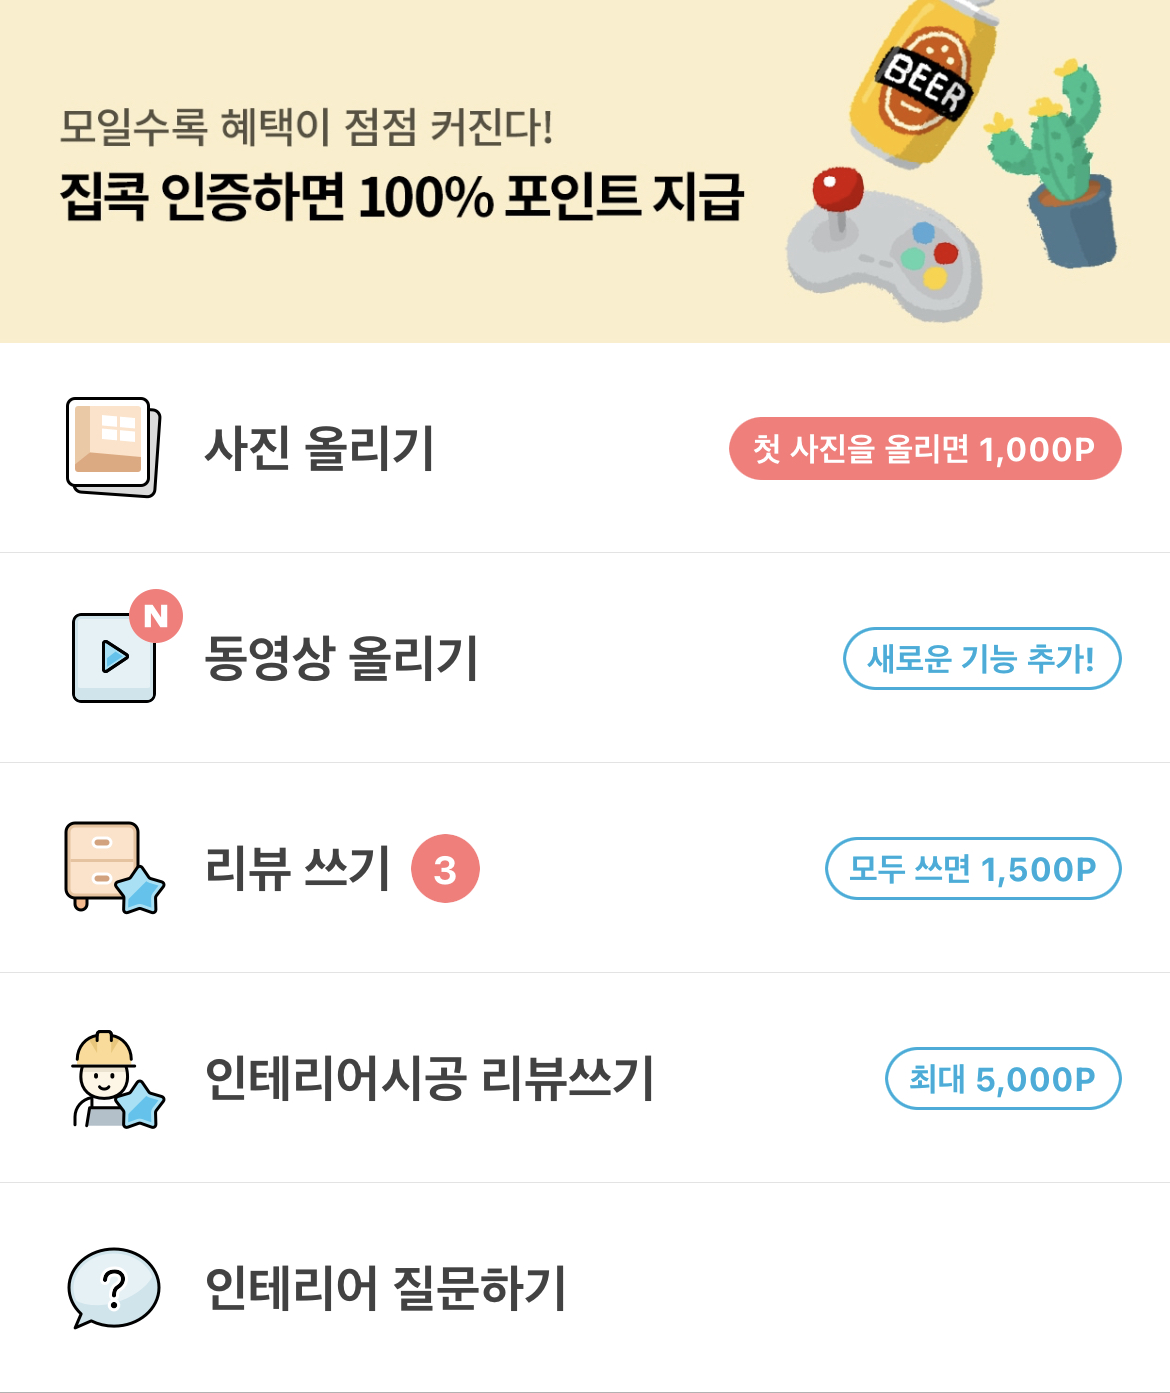 모일수록 혜택이 점점 커진다!
집콕 인증하면 100% 포인트 지급
BEER
사진 올리기 첫 사진을 올리면 1,000P
N
동영상 올리기 새로운 기능 추가!
리뷰 쓰기 3 모두 쓰면 1,500P
인테리어시공 리뷰쓰기 최대 5,000P
?
인테리어 질문하기